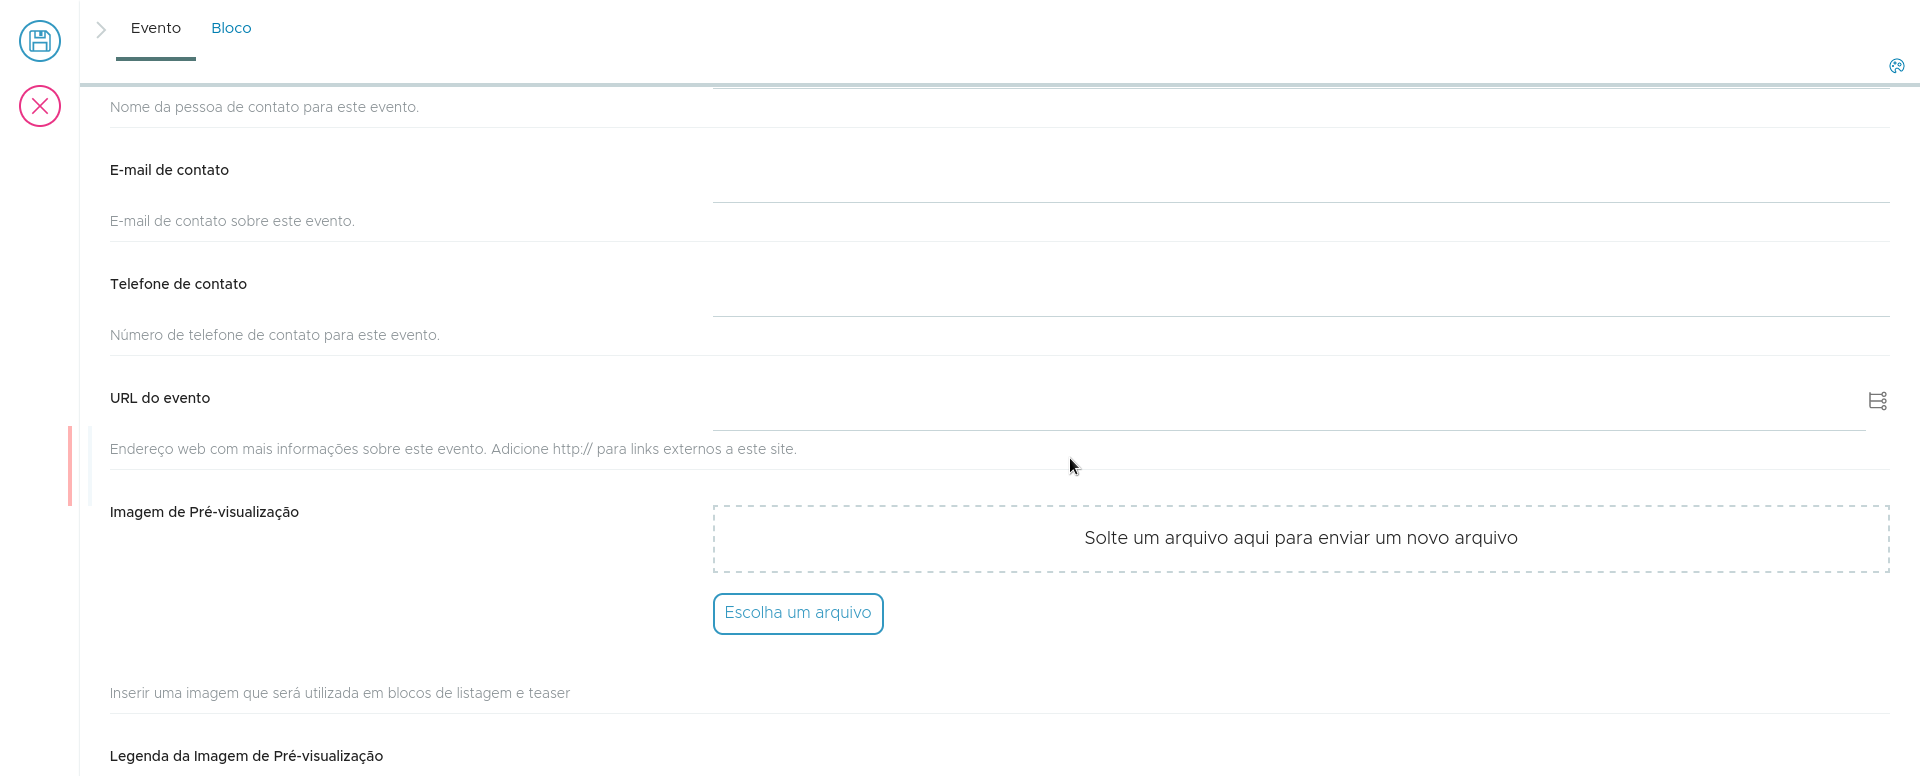 Evento
Bloco
Nome da pessoa de contato para este evento.
E-mail de contato
E-mail de contato sobre este evento.
Telefone de contato
Número de telefone de contato para este evento.
URL do evento
Endereço web com mais informações sobre este evento. Adicione http:// para links externos a este site.
Imagem de Pré-visualização
Solte um arquivo aqui para enviar um novo arquivo
Escolha um arquivo
Inserir uma imagem que será utilizada em blocos de listagem e teaser
Legenda da Imagem de Pré-visualização